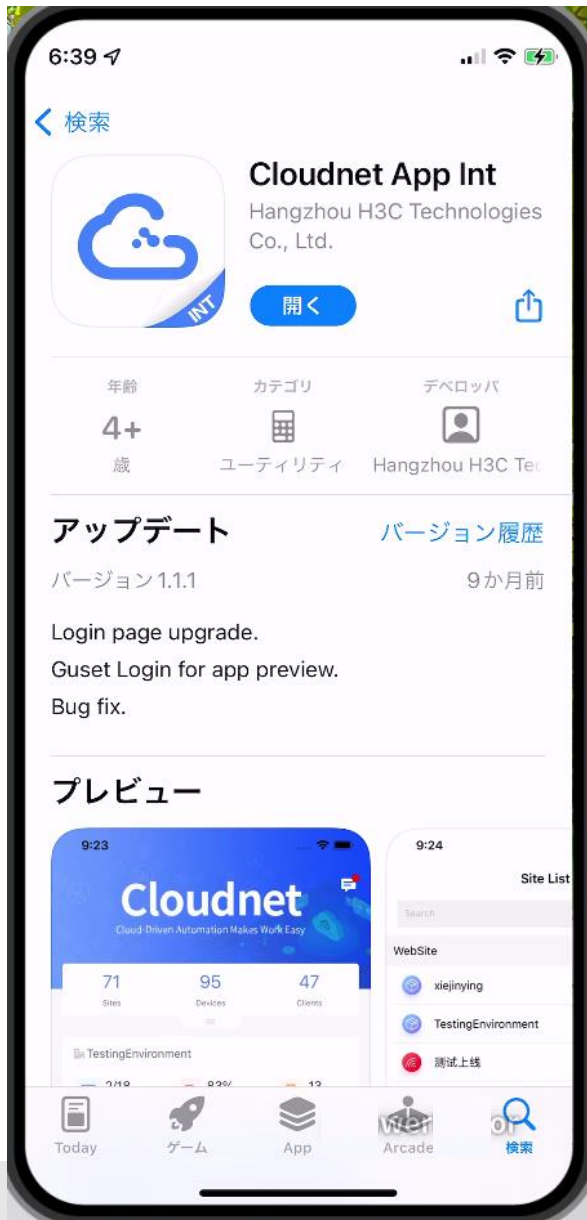 6:39
検索
Cloudnet App Int
Hangzhou H3C Technologies
Co., Ltd.
INT
開く
年齢
カテゴリ
デベロッパ
4+
歳
ユーティリティ
Hangzhou H3C Tec
アップデート
バージョン履歴
バージョン 1.1.1
9か月前
Login page upgrade.
Guset Login for app preview.
Bug fix.
プレビュー
9:23
Cloudnet
Cloud-Driven Automation Makes Work Easy
71
95
47
Sites
Devices
Clients
TestingEnvironment
2/18
83%
13
9:24
Site List
Search
WebSite
xiejinying
TestingEnvironment
测试上线
Today
ゲーム
App
Arcade
検索